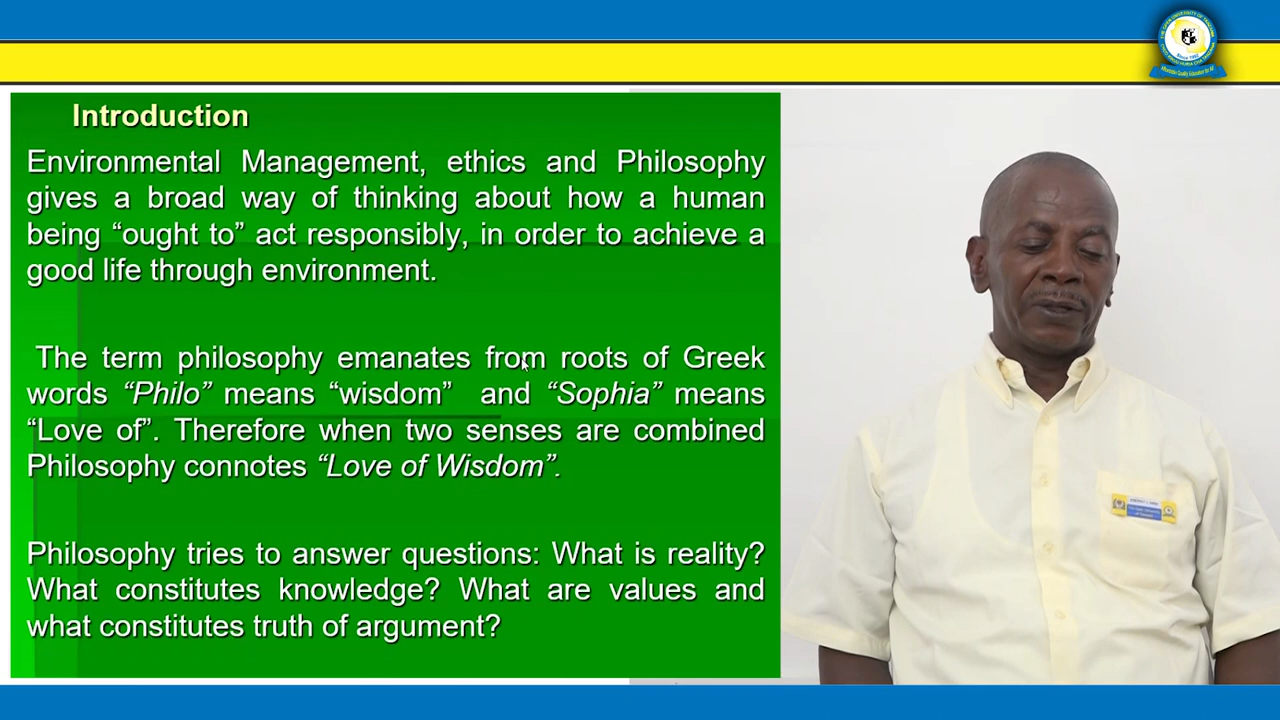 Introduction
Environmental Management, ethics and Philosophy
gives a broad way of thinking about how a human
being “ought to” act responsibly, in order to achieve a
good life through environment.
The term philosophy emanates from roots of Greek
words “Philo” means “wisdom” and “Sophia” means
“Love of”. Therefore when two senses are combined
Philosophy connotes “Love of Wisdom”.
Philosophy tries to answer questions: What is reality?
What constitutes knowledge? What are values and
what constitutes truth of argument?